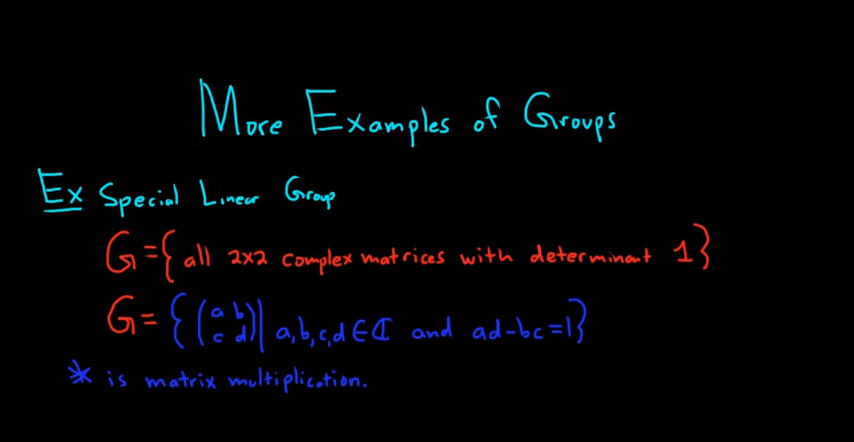 More Examples of Groups
Ex Special Linear Group
G={all 2x2 complex matrices with determinant 1}
G={(a b c d)| a,b,c,d∈ℂ and ad-bc=1}
* is matrix multiplication.